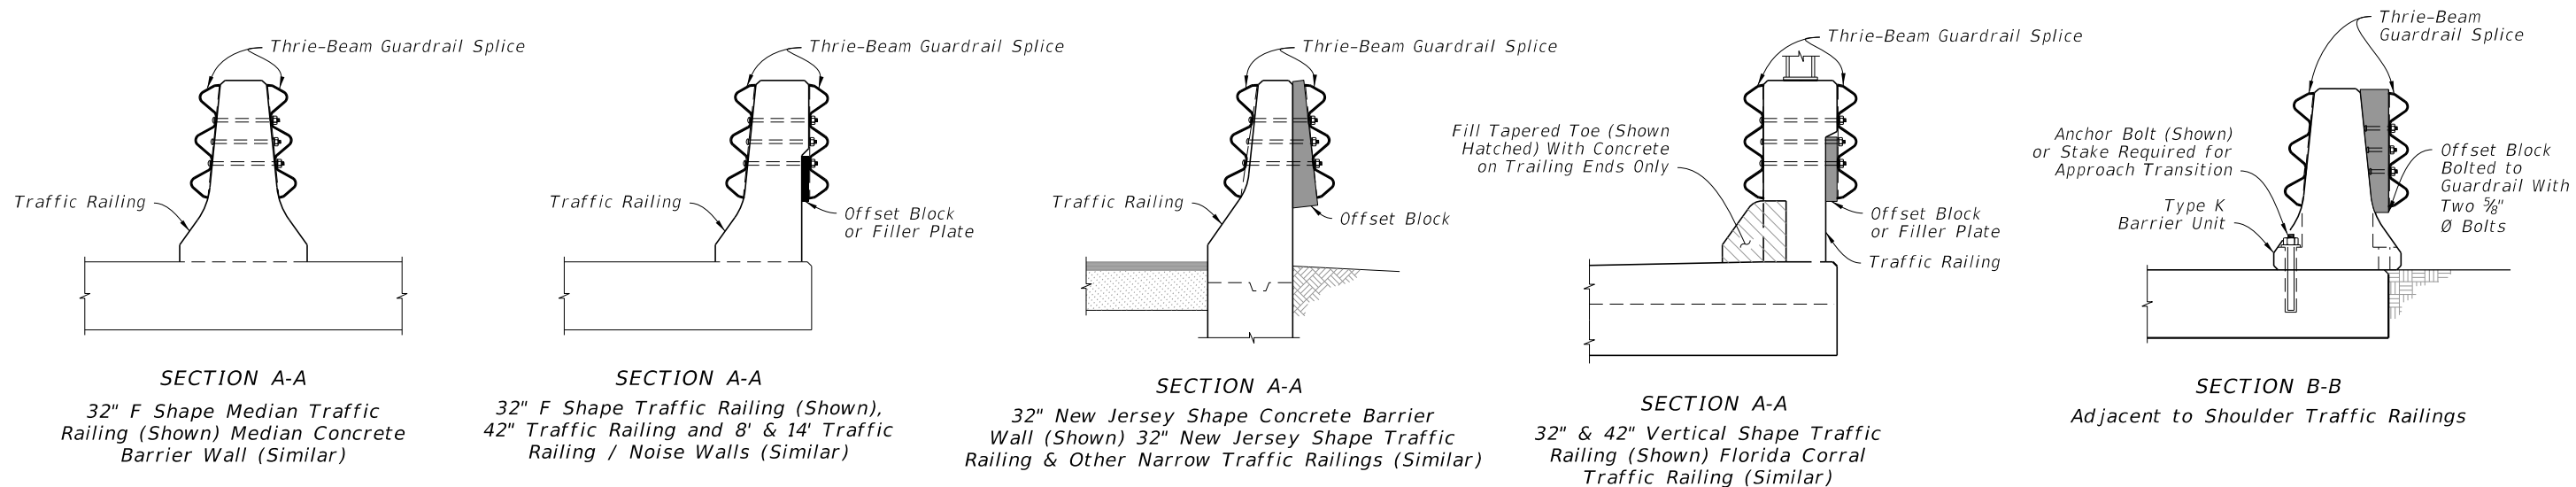 Thrie-Beam Guardrail Splice
Traffic Railing
SECTION A-A
32" F Shape Median Traffic
Railing (Shown) Median Concrete
Barrier Wall (Similar)
Thrie-Beam Guardrail Splice
Traffic Railing
Offset Block
or Filler Plate
SECTION A-A
32" F Shape Traffic Railing (Shown),
42" Traffic Railing and 8' & 14' Traffic
Railing / Noise Walls (Similar)
Thrie-Beam Guardrail Splice
Traffic Railing
Offset Block
SECTION A-A
32" New Jersey Shape Concrete Barrier
Wall (Shown) 32" New Jersey Shape Traffic
Railing & Other Narrow Traffic Railings (Similar)
Thrie-Beam Guardrail Splice
Fill Tapered Toe (Shown
Hatched) With Concrete
on Trailing Ends Only
Offset Block
or Filler Plate
Traffic Railing
SECTION A-A
32" & 42" Vertical Shape Traffic
Railing (Shown) Florida Corral
Traffic Railing (Similar)
Thrie-Beam
Guardrail Splice
Anchor Bolt (Shown)
or Stake Required for
Approach Transition
Type K
Barrier Unit
Offset Block
Bolted to
Guardrail With
Two 5/8"
Ø Bolts
SECTION B-B
Adjacent to Shoulder Traffic Railings